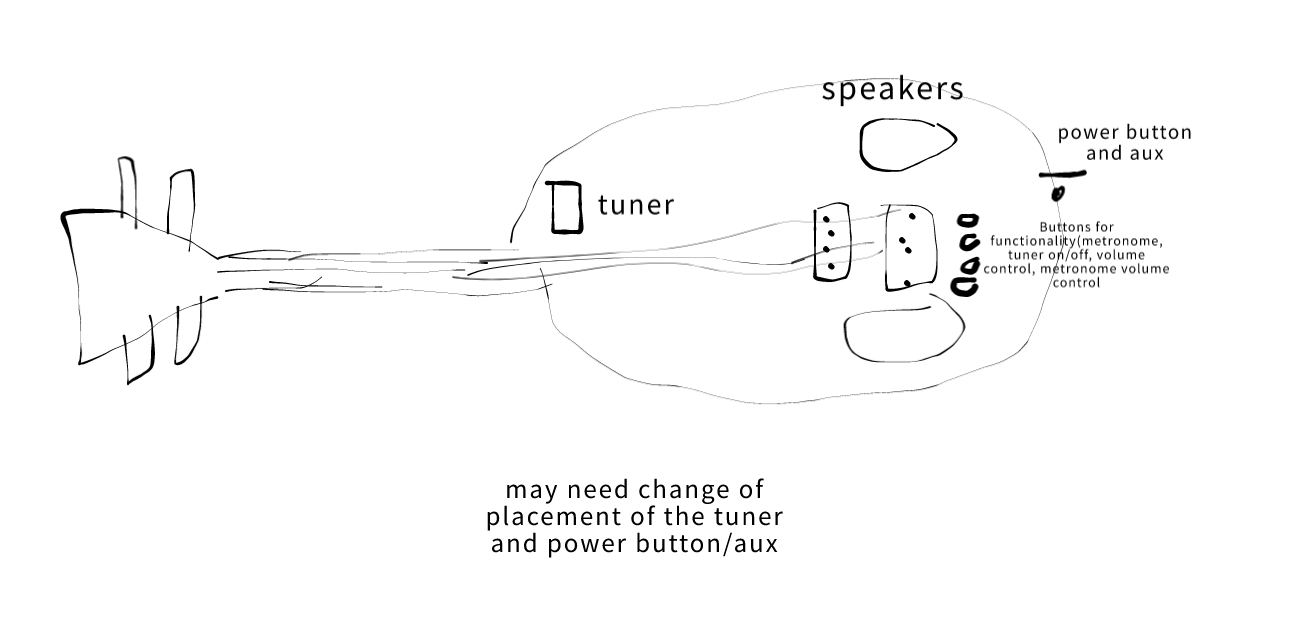 speakers
power button
and aux
tuner
Buttons for
functionality(metronome,
tuner on/off, volume
control, metronome volume
control
may need change of
placement of the tuner
and power button/aux